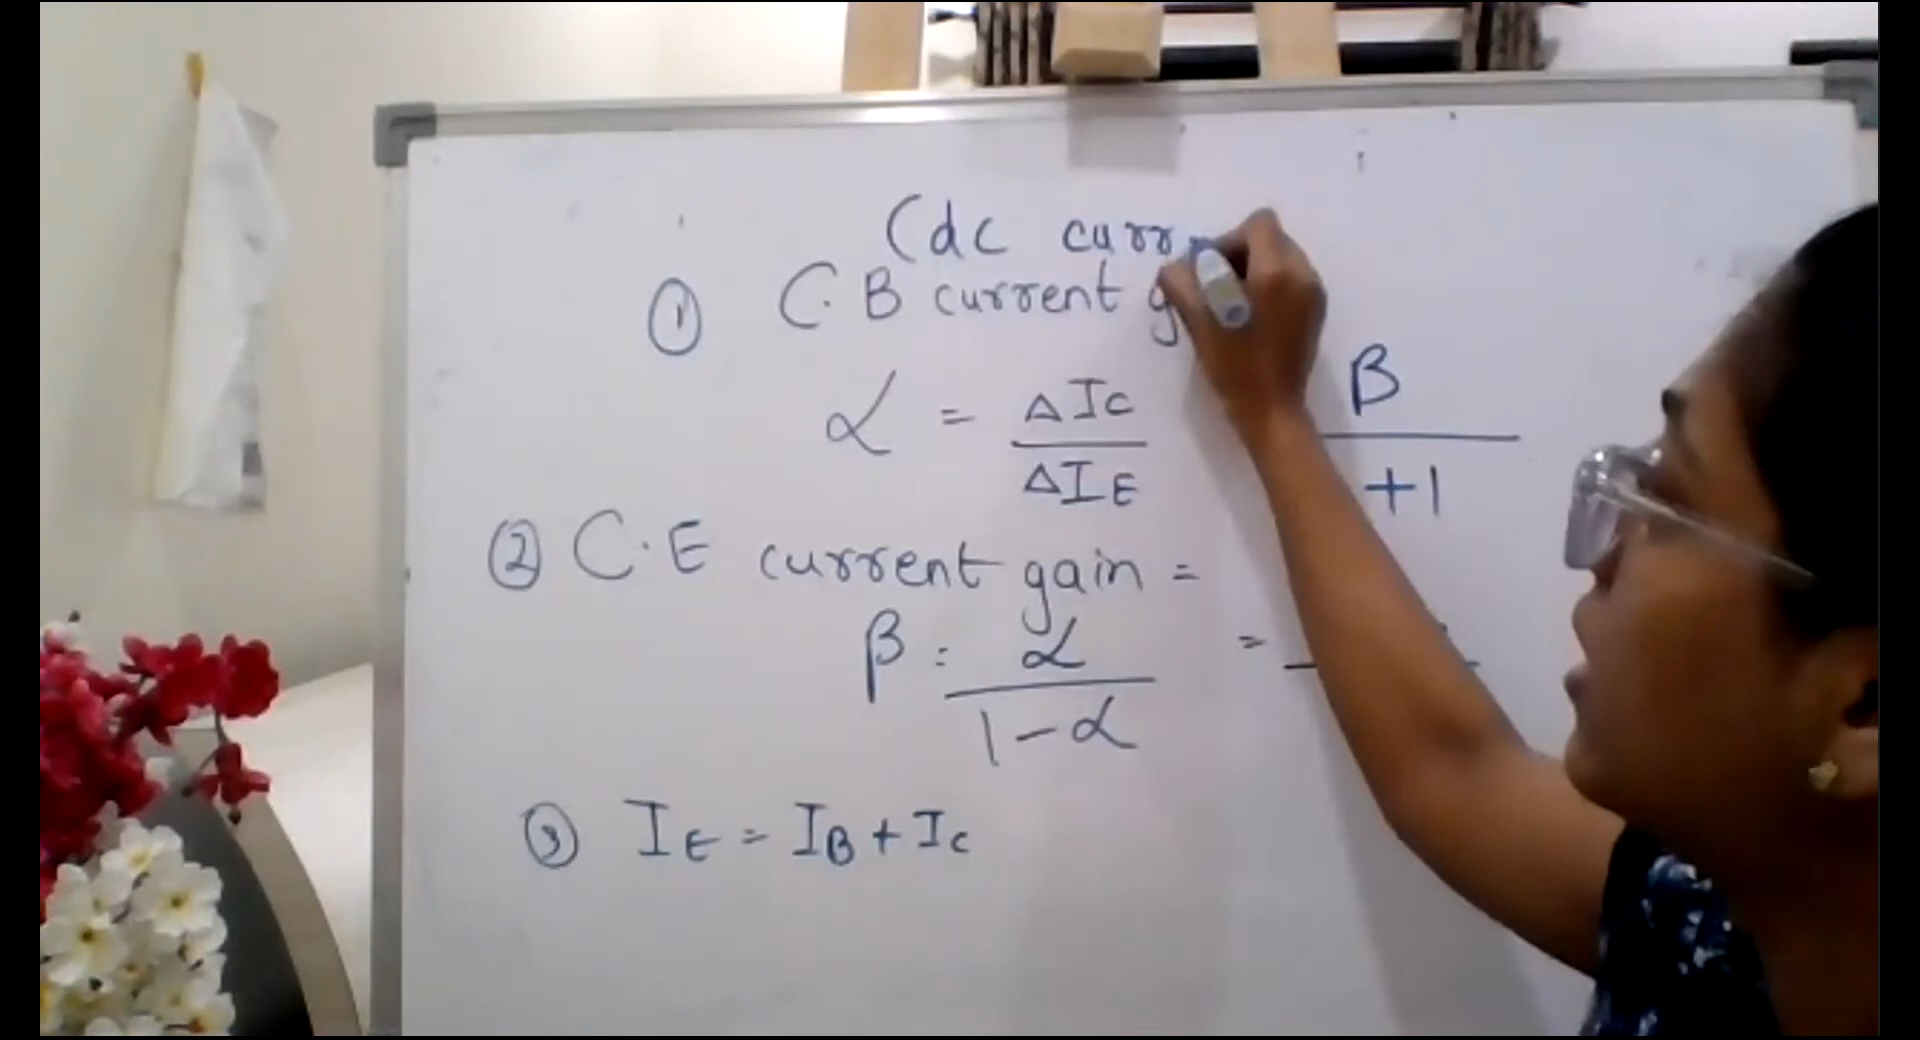 (dc curr
① C.B current g
α = ΔIC / ΔIE β / +1
② C.E current gain =
β = α / 1-α =
③ IE = IB + IC